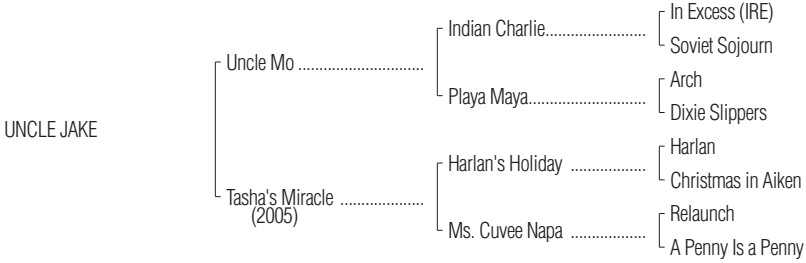 In Excess (IRE)
Indian Charlie........................
Soviet Sojourn
Uncle Mo ..............................
Arch
Playa Maya............................
Dixie Slippers
UNCLE JAKE
Harlan
Harlan's Holiday ..................
Christmas in Aiken
Tasha's Miracle ....................
(2005)
Relaunch
Ms. Cuvee Napa ..................
A Penny Is a Penny